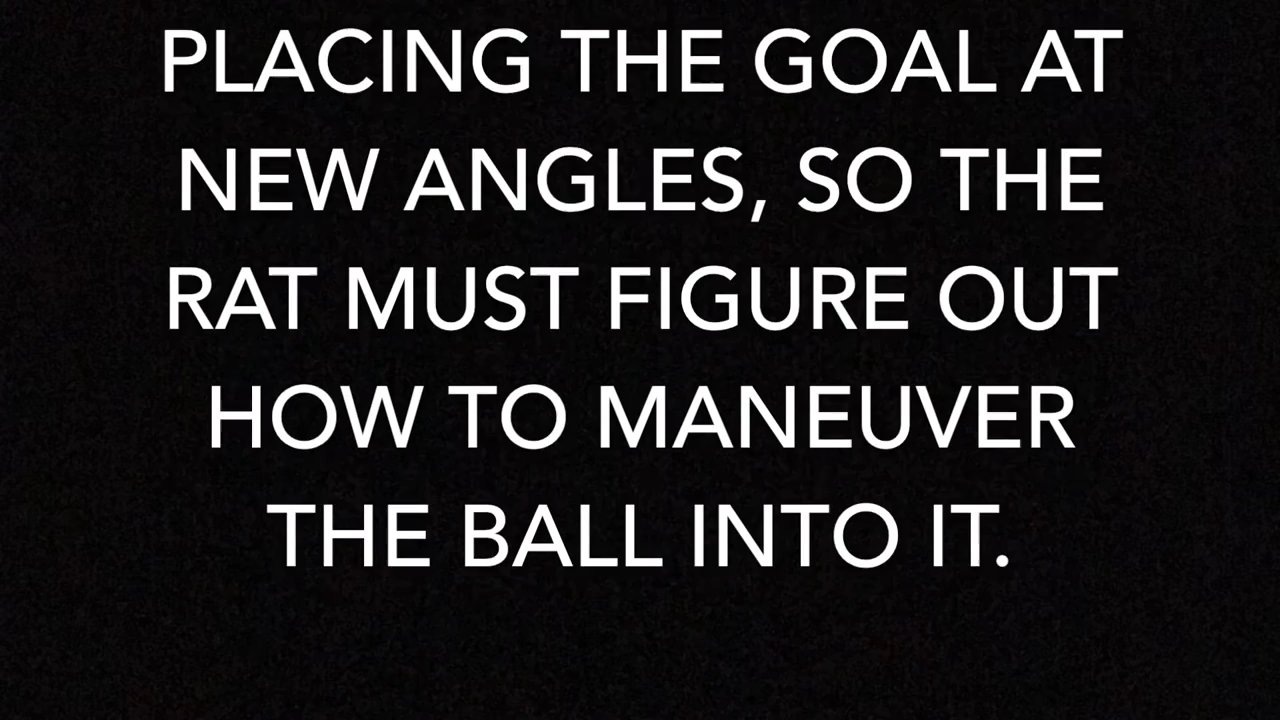 PLACING THE GOAL AT
NEW ANGLES, SO THE
RAT MUST FIGURE OUT
HOW TO MANEUVER
THE BALL INTO IT.